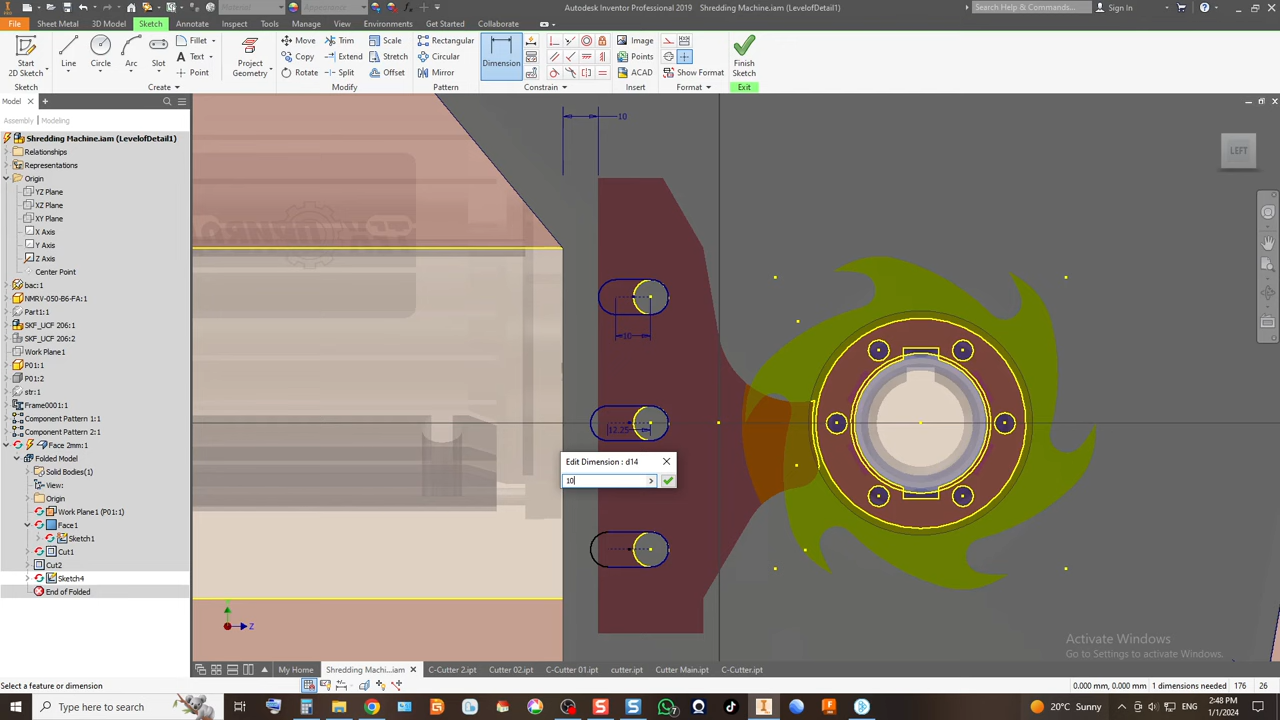 Material
Appearance
Autodesk Inventor Professional 2019   Shredding Machine.iam (LevelofDetail1)
Search Help & Commands...
Sign In
File
Sheet Metal
3D Model
Sketch
Annotate
Inspect
Tools
Manage
View
Environments
Get Started
Collaborate
Start
2D Sketch
Line
Circle
Arc
Slot
Fillet
Text
Point
Project
Geometry
Move
Copy
Rotate
Trim
Extend
Split
Scale
Stretch
Offset
Rectangular
Circular
Mirror
Dimension
Image
Points
ACAD
Show Format
Finish
Sketch
Sketch
Create
Modify
Pattern
Constrain
Insert
Format
Exit
Model
Assembly
Modeling
Shredding Machine.iam (LevelofDetail1)
Relationships
Representations
Origin
YZ Plane
XZ Plane
XY Plane
X Axis
Y Axis
Z Axis
Center Point
bac:1
NMRV-050-B6-FA:1
Part1:1
SKF_UCF 206:1
SKF_UCF 206:2
Work Plane1
P01:1
P01:2
str:1
Frame0001:1
Component Pattern 1:1
Component Pattern 2:1
Face 2mm:1
Folded Model
Solid Bodies(1)
View:
Origin
Work Plane1 (P01:1)
Face1
Sketch1
Cut1
Cut2
Sketch4
End of Folded
10
LEFT
10
12.25
Edit Dimension : d14
10
Z
Activate Windows
Go to Settings to activate Windows.
My Home
Shredding Machi...iam
C-Cutter 2.ipt
Cutter 02.ipt
C-Cutter 01.ipt
cutter.ipt
Cutter Main.ipt
C-Cutter.ipt
Select a feature or dimension
0.000 mm, 0.000 mm
1 dimensions needed
176
26
Type here to search
7
20°C Sunny
2:48 PM
1/1/2024